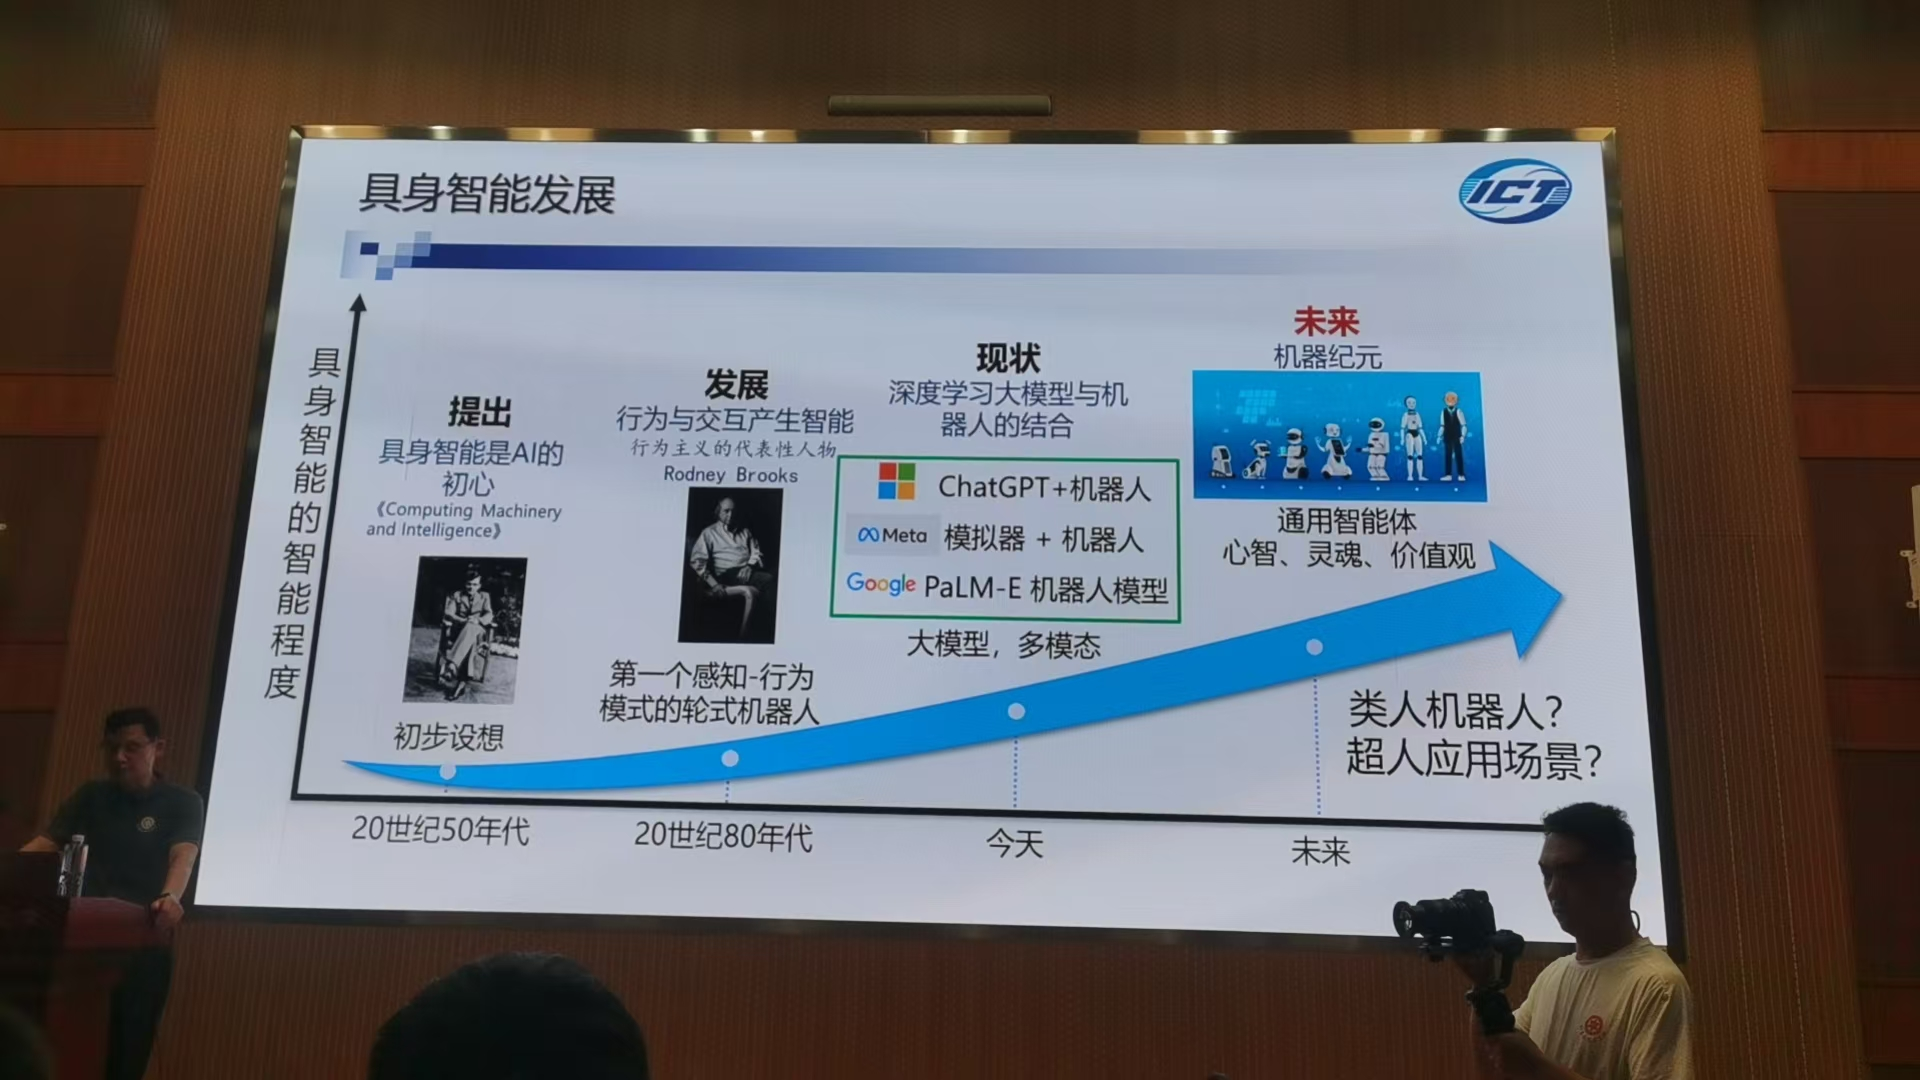 具身智能发展
ICT
具身智能的智能程度
提出
具身智能是AI的
初心
《Computing Machinery
and Intelligence》
初步设想
发展
行为与交互产生智能
行为主义的代表性人物
Rodney Brooks
第一个感知-行为
模式的轮式机器人
现状
深度学习大模型与机
器人的结合
ChatGPT+机器人
Meta 模拟器 + 机器人
Google PaLM-E 机器人模型
大模型，多模态
未来
机器纪元
通用智能体
心智、灵魂、价值观
类人机器人？
超人应用场景？
20世纪50年代
20世纪80年代
今天
未来